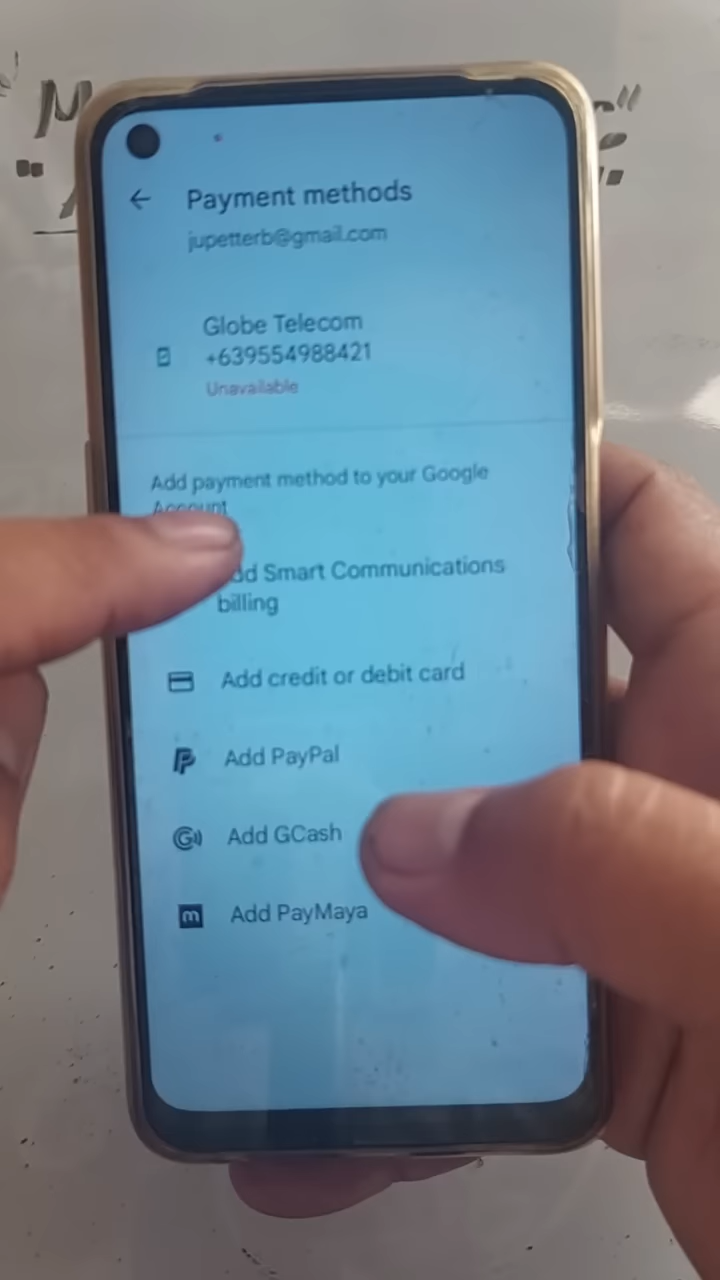 Payment methods
jupetterb@gmail.com
Globe Telecom
+639554988421
Unavailable
Add payment method to your Google
Account
Smart Communications
billing
Add credit or debit card
Add PayPal
Add GCash
Add PayMaya